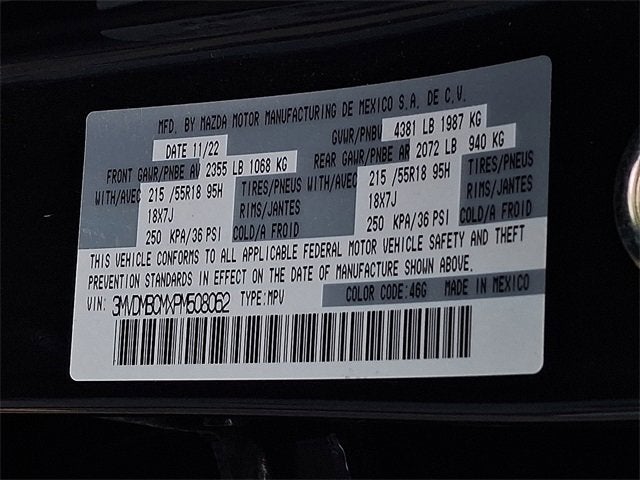 MFD. BY MAZDA MOTOR MANUFACTURING DE MEXICO S.A. DE C.V.
DATE 11/22 GVWR/PNBV 4381 LB 1987 KG
FRONT GAWR/PNBE AV 2355 LB 1068 KG REAR GAWR/PNBE AR 2072 LB 940 KG
WITH/AVEC 215 /55R18 95H TIRES/PNEUS WITH/AVEC 215 /55R18 95H TIRES/PNEUS
18X7J RIMS/JANTES 18X7J RIMS/JANTES
250 KPA/36 PSI COLD/A FROID 250 KPA/36 PSI COLD/A FROID
THIS VEHICLE CONFORMS TO ALL APPLICABLE FEDERAL MOTOR VEHICLE SAFETY AND THEFT
PREVENTION STANDARDS IN EFFECT ON THE DATE OF MANUFACTURE SHOWN ABOVE.
VIN: 3MVDMBCMXPM508062 TYPE:MPV COLOR CODE:46G MADE IN MEXICO